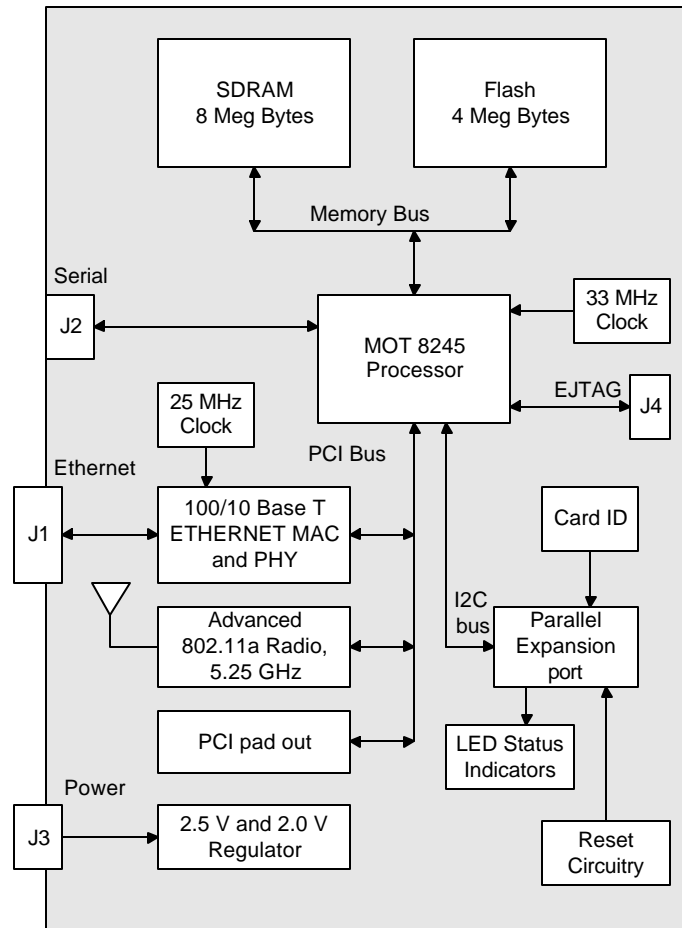 SDRAM
8 Meg Bytes
Flash
4 Meg Bytes
Memory Bus
Serial
J2
MOT 8245
Processor
33 MHz
Clock
EJTAG
J4
25 MHz
Clock
PCI Bus
Ethernet
J1
100/10 Base T
ETHERNET MAC
and PHY
Card ID
I2C
bus
Advanced
802.11a Radio,
5.25 GHz
Parallel
Expansion
port
PCI pad out
LED Status
Indicators
Power
J3
2.5 V and 2.0 V
Regulator
Reset
Circuitry